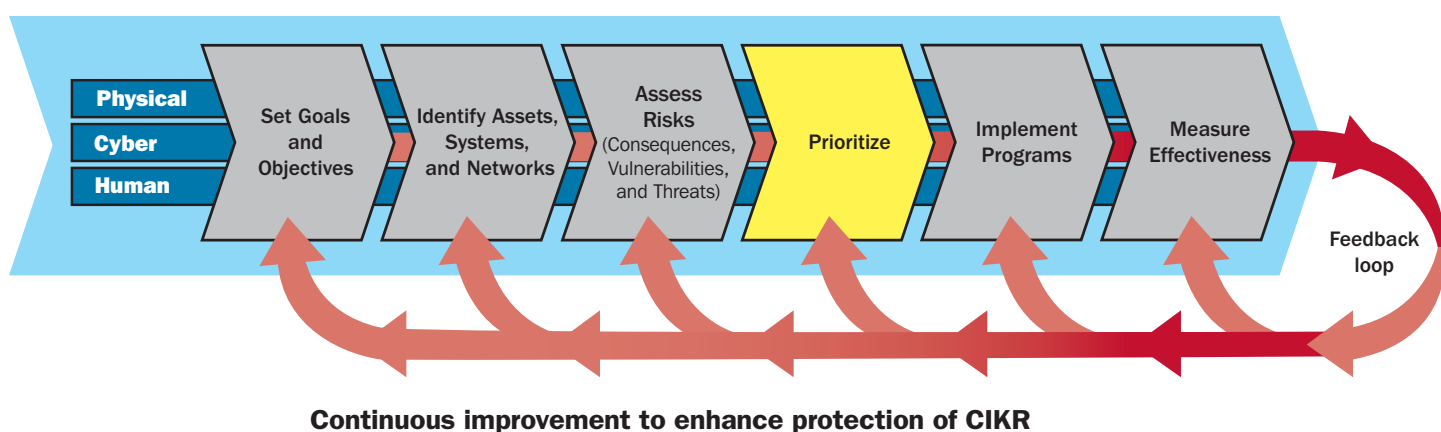 Physical
Cyber
Human
Set Goals
and
Objectives
Identify Assets,
Systems,
and Networks
Assess
Risks
(Consequences,
Vulnerabilities,
and Threats)
Prioritize
Implement
Programs
Measure
Effectiveness
Feedback
loop
Continuous improvement to enhance protection of CIKR